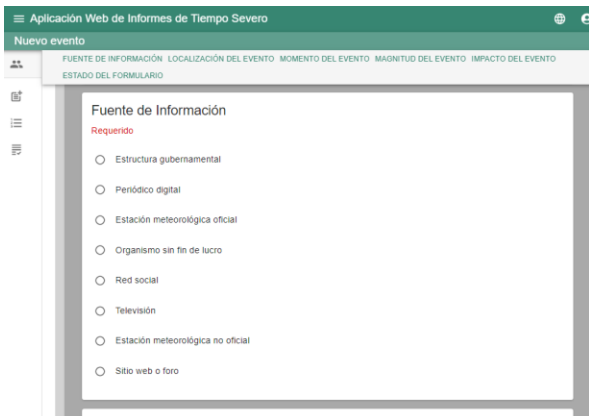 Aplicación Web de Informes de Tiempo Severo
Nuevo evento
FUENTE DE INFORMACIÓN LOCALIZACIÓN DEL EVENTO MOMENTO DEL EVENTO MAGNITUD DEL EVENTO IMPACTO DEL EVENTO
ESTADO DEL FORMULARIO
Fuente de Información
Requerido
Estructura gubernamental
Periódico digital
Estación meteorológica oficial
Organismo sin fin de lucro
Red social
Televisión
Estación meteorológica no oficial
Sitio web o foro